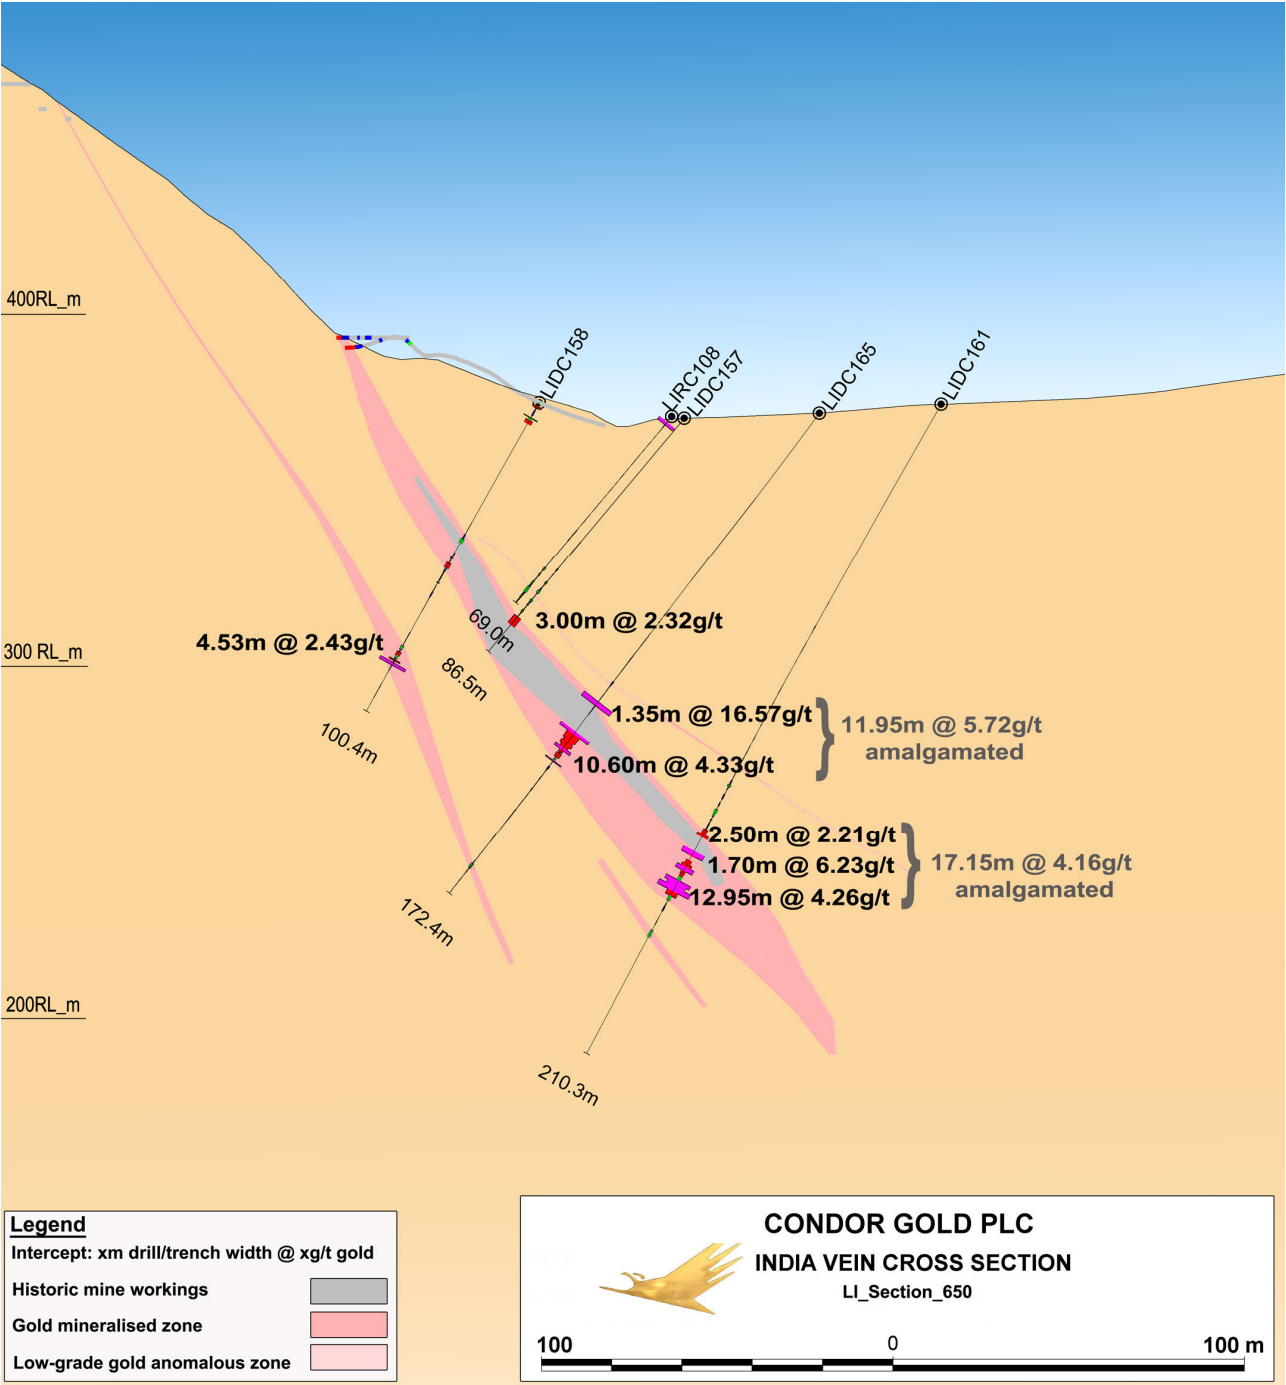 400RL_m
LIDC158
LIRC108
LIDC157
LIDC165
LIDC161
69.0m
3.00m @ 2.32g/t
4.53m @ 2.43g/t
300 RL_m
86.5m
100.4m
1.35m @ 16.57g/t
11.95m @ 5.72g/t
amalgamated
10.60m @ 4.33g/t
2.50m @ 2.21g/t
1.70m @ 6.23g/t
12.95m @ 4.26g/t
17.15m @ 4.16g/t
amalgamated
172.4m
200RL_m
210.3m
Legend
Intercept: xm drill/trench width @ xg/t gold
Historic mine workings
Gold mineralised zone
Low-grade gold anomalous zone
CONDOR GOLD PLC
INDIA VEIN CROSS SECTION
LI_Section_650
100 0 100 m